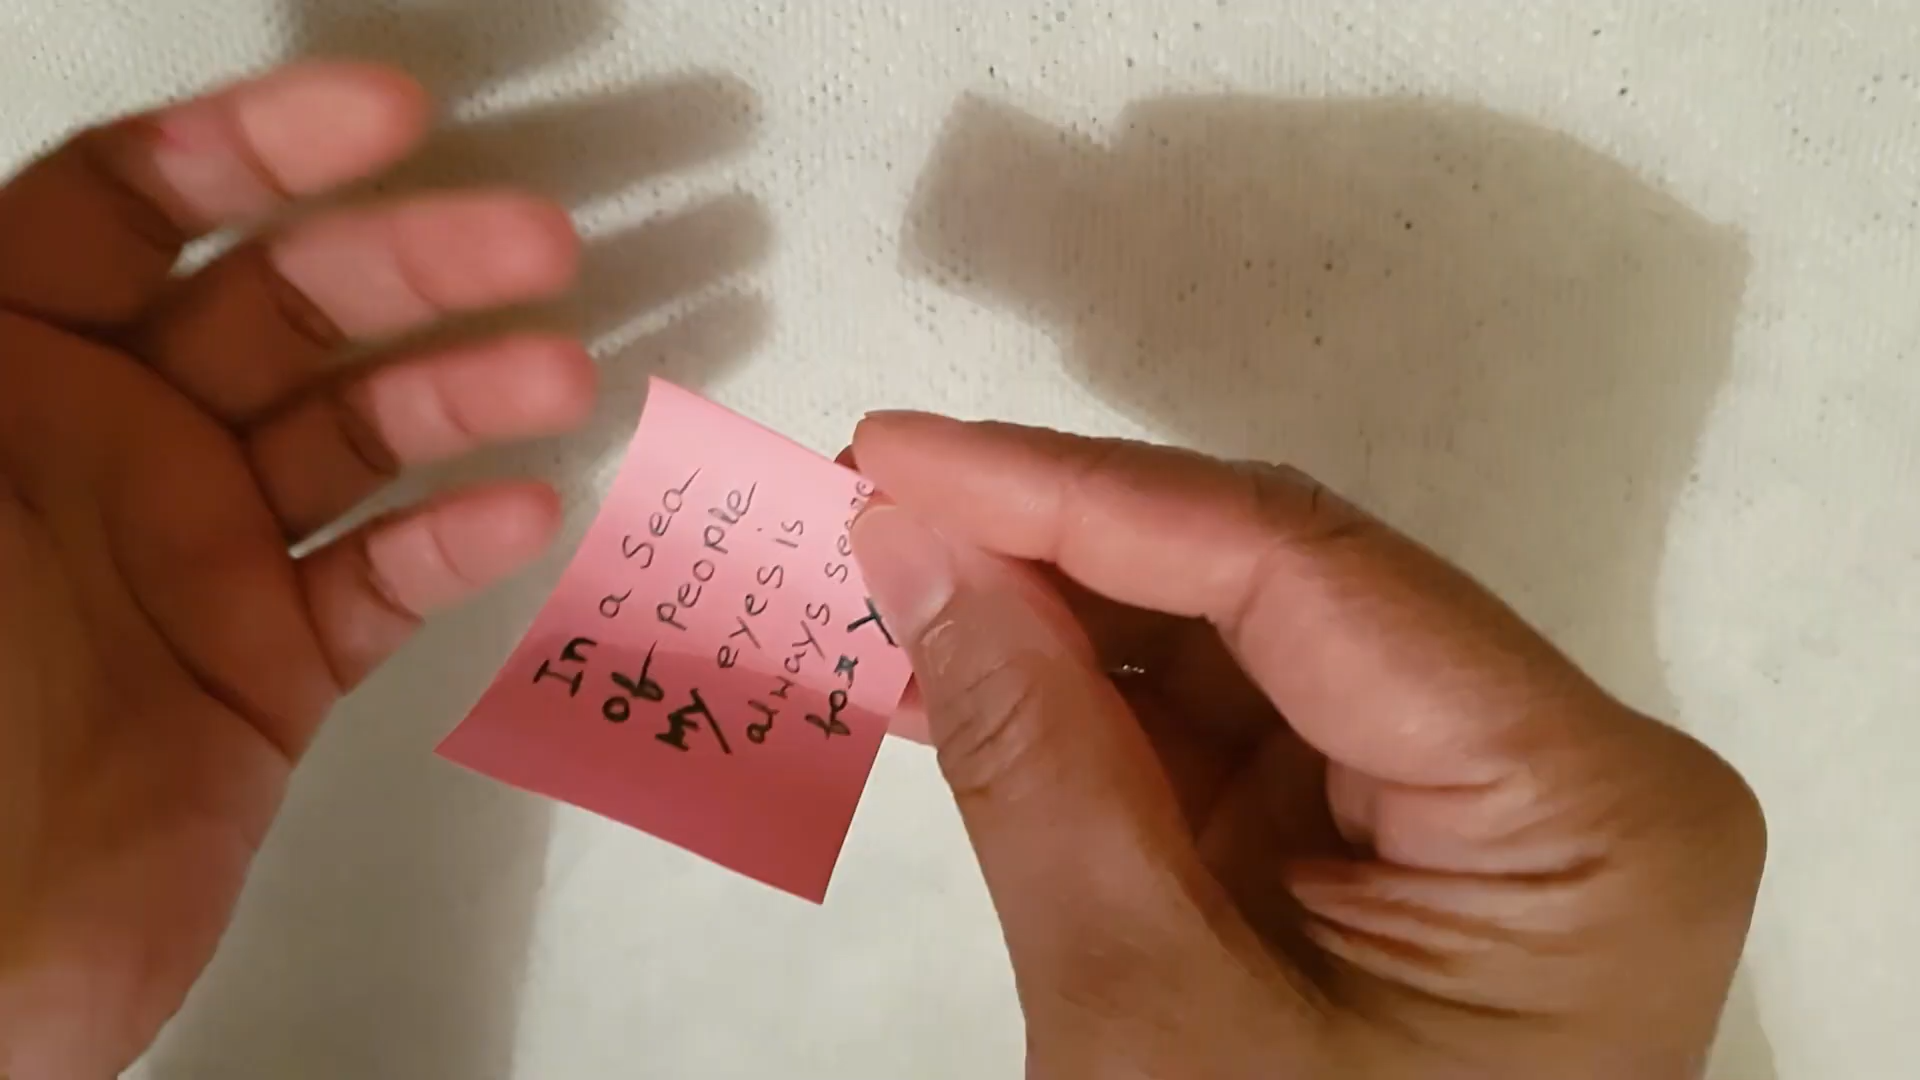 In a Sea
of people
My eyes is
always
for